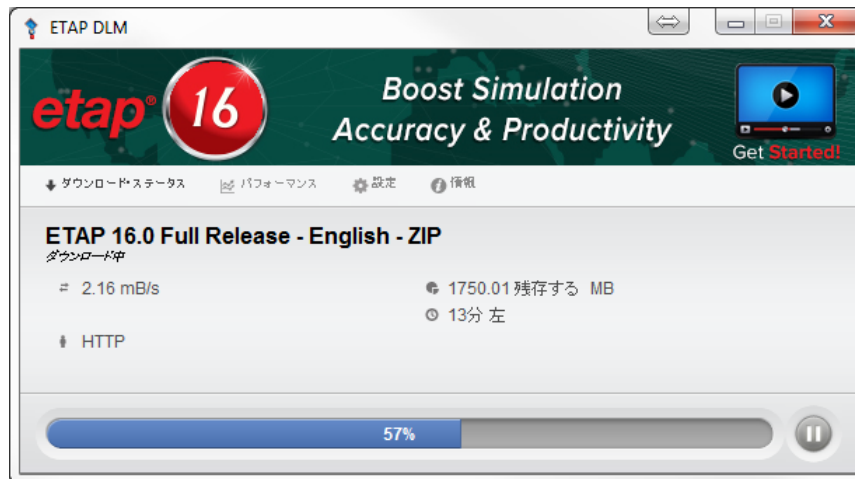 ETAP DLM
etap® 16
Boost Simulation
Accuracy & Productivity
Get Started!
ダウンロード・ステータス パフォーマンス 設定 情報
ETAP 16.0 Full Release - English - ZIP
ダウンロード中
2.16 mB/s
1750.01 残存する MB
13分 左
HTTP
57%